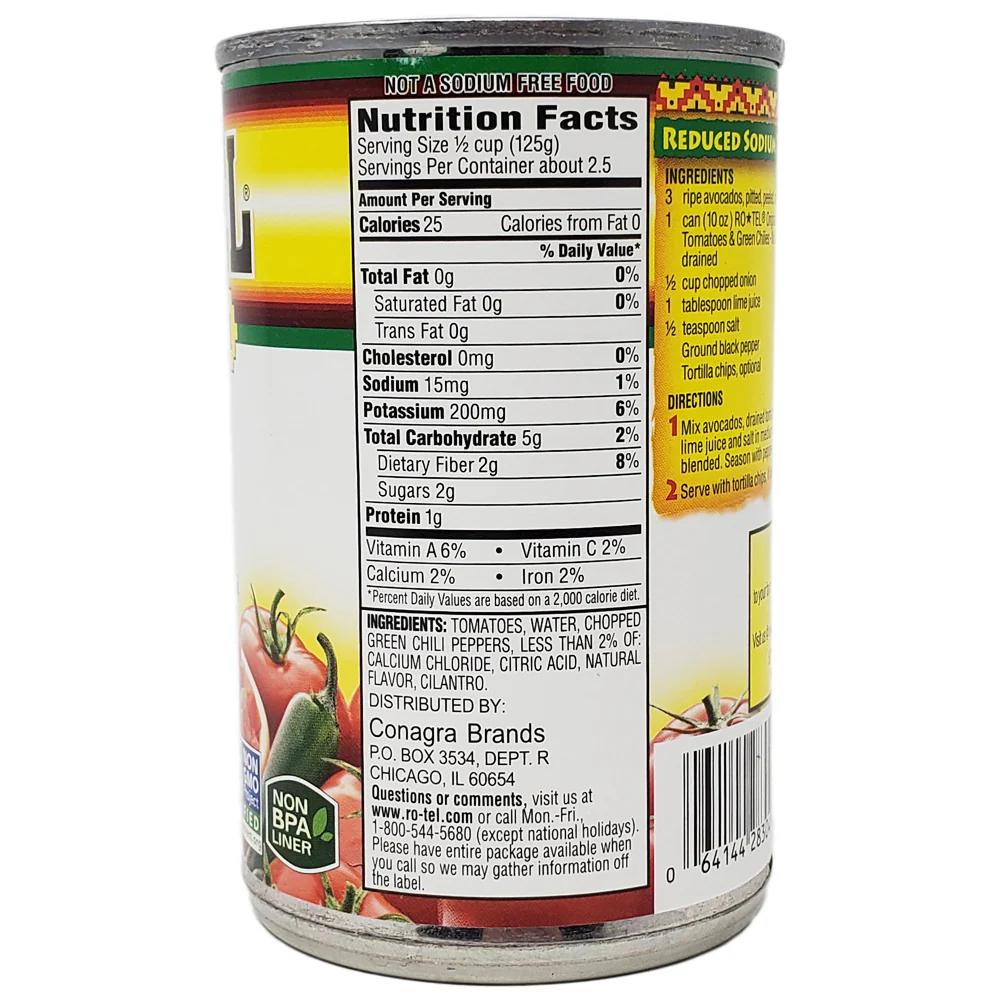 L®
NOT A SODIUM FREE FOOD
Nutrition Facts
Serving Size ½ cup (125g)
Servings Per Container about 2.5
Amount Per Serving
Calories 25 Calories from Fat 0
% Daily Value*
Total Fat 0g 0%
Saturated Fat 0g 0%
Trans Fat 0g
Cholesterol 0mg 0%
Sodium 15mg 1%
Potassium 200mg 6%
Total Carbohydrate 5g 2%
Dietary Fiber 2g 8%
Sugars 2g
Protein 1g
Vitamin A 6% • Vitamin C 2%
Calcium 2% • Iron 2%
*Percent Daily Values are based on a 2,000 calorie diet.
INGREDIENTS: TOMATOES, WATER, CHOPPED
GREEN CHILI PEPPERS, LESS THAN 2% OF:
CALCIUM CHLORIDE, CITRIC ACID, NATURAL
FLAVOR, CILANTRO.
DISTRIBUTED BY:
Conagra Brands
P.O. BOX 3534, DEPT. R
CHICAGO, IL 60654
Questions or comments, visit us at
www.ro-tel.com or call Mon.-Fri.,
1-800-544-5680 (except national holidays).
Please have entire package available when
you call so we may gather information off
the label.
NON
GMO
NON
BPA
LINER
REDUCED
INGREDIENTS
3 ripe avocados, pitted,
1 can (10 oz) RO★TEL®
Tomatoes & Green Chilies
drained
½ cup chopped onion
1 tablespoon lime juice
½ teaspoon salt
Ground black pepper
Tortilla chips, optional
DIRECTIONS
1 Mix avocados, drained
lime juice and salt in
blended. Season with
2 Serve with tortilla chips,
to your
Visit us
0 64144